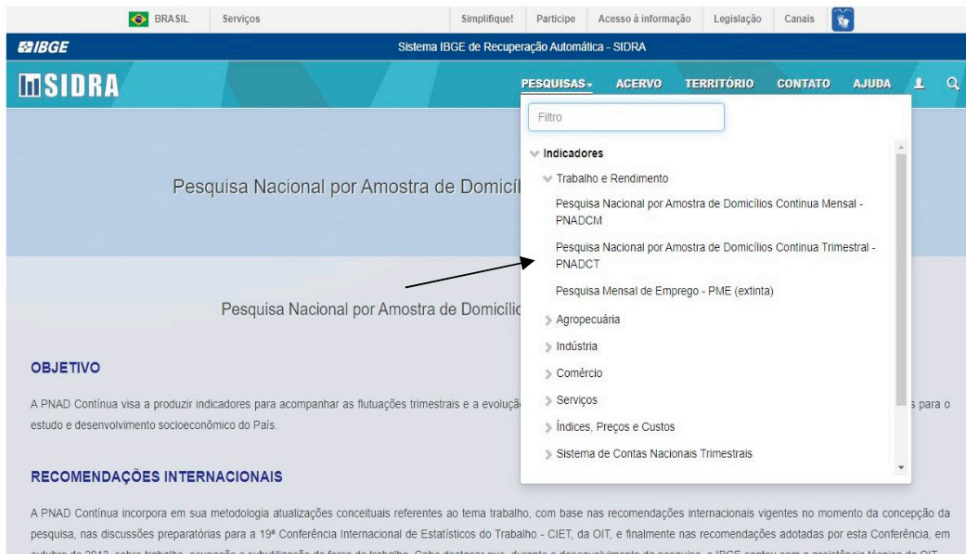 BRASIL Serviços Simplifique! Participe Acesso à informação Legislação Canais
IBGE Sistema IBGE de Recuperação Automática - SIDRA
SIDRA PESQUISAS ACERVO TERRITÓRIO CONTATO AJUDA
Filtro
Indicadores
Trabalho e Rendimento
Pesquisa Nacional por Amostra de Domicílios Continua Mensal -
PNADCM
Pesquisa Nacional por Amostra de Domicílios Continua Trimestral -
PNADCT
Pesquisa Mensal de Emprego - PME (extinta)
Agropecuária
Indústria
Comércio
Serviços
Índices, Preços e Custos
Sistema de Contas Nacionais Trimestrais
Pesquisa Nacional por Amostra de
Pesquisa Nacional por Amostra de
OBJETIVO
A PNAD Contínua visa a produzir indicadores para acompanhar as flutuações trimestrais e a s para o
estudo e desenvolvimento socioeconômico do País.
RECOMENDAÇÕES INTERNACIONAIS
A PNAD Contínua incorpora em sua metodologia atualizações conceituais referentes ao tema trabalho, com base nas recomendações internacionais vigentes no momento da concepção da
pesquisa, nas discussões preparatórias para a 19ª Conferência Internacional de Estatísticos do Trabalho - CIET, da OIT, e finalmente nas recomendações adotadas por esta Conferência, em